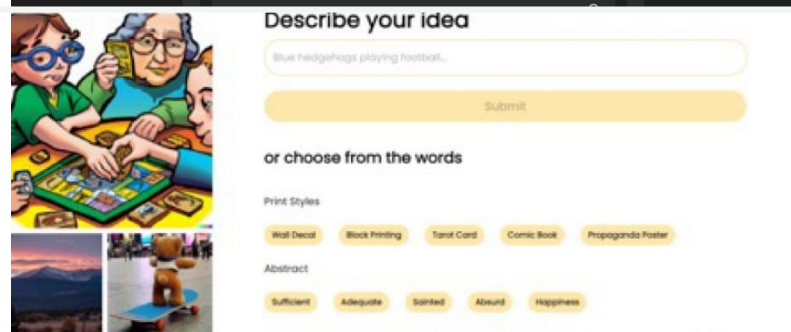 Describe your idea
Blue hedgehogs playing football...
Submit
or choose from the words
Print Styles
Wall Decal Block Printing Tarot Card Comic Book Propaganda Poster
Abstract
Sufficient Adequate Sainted Absurd Happiness